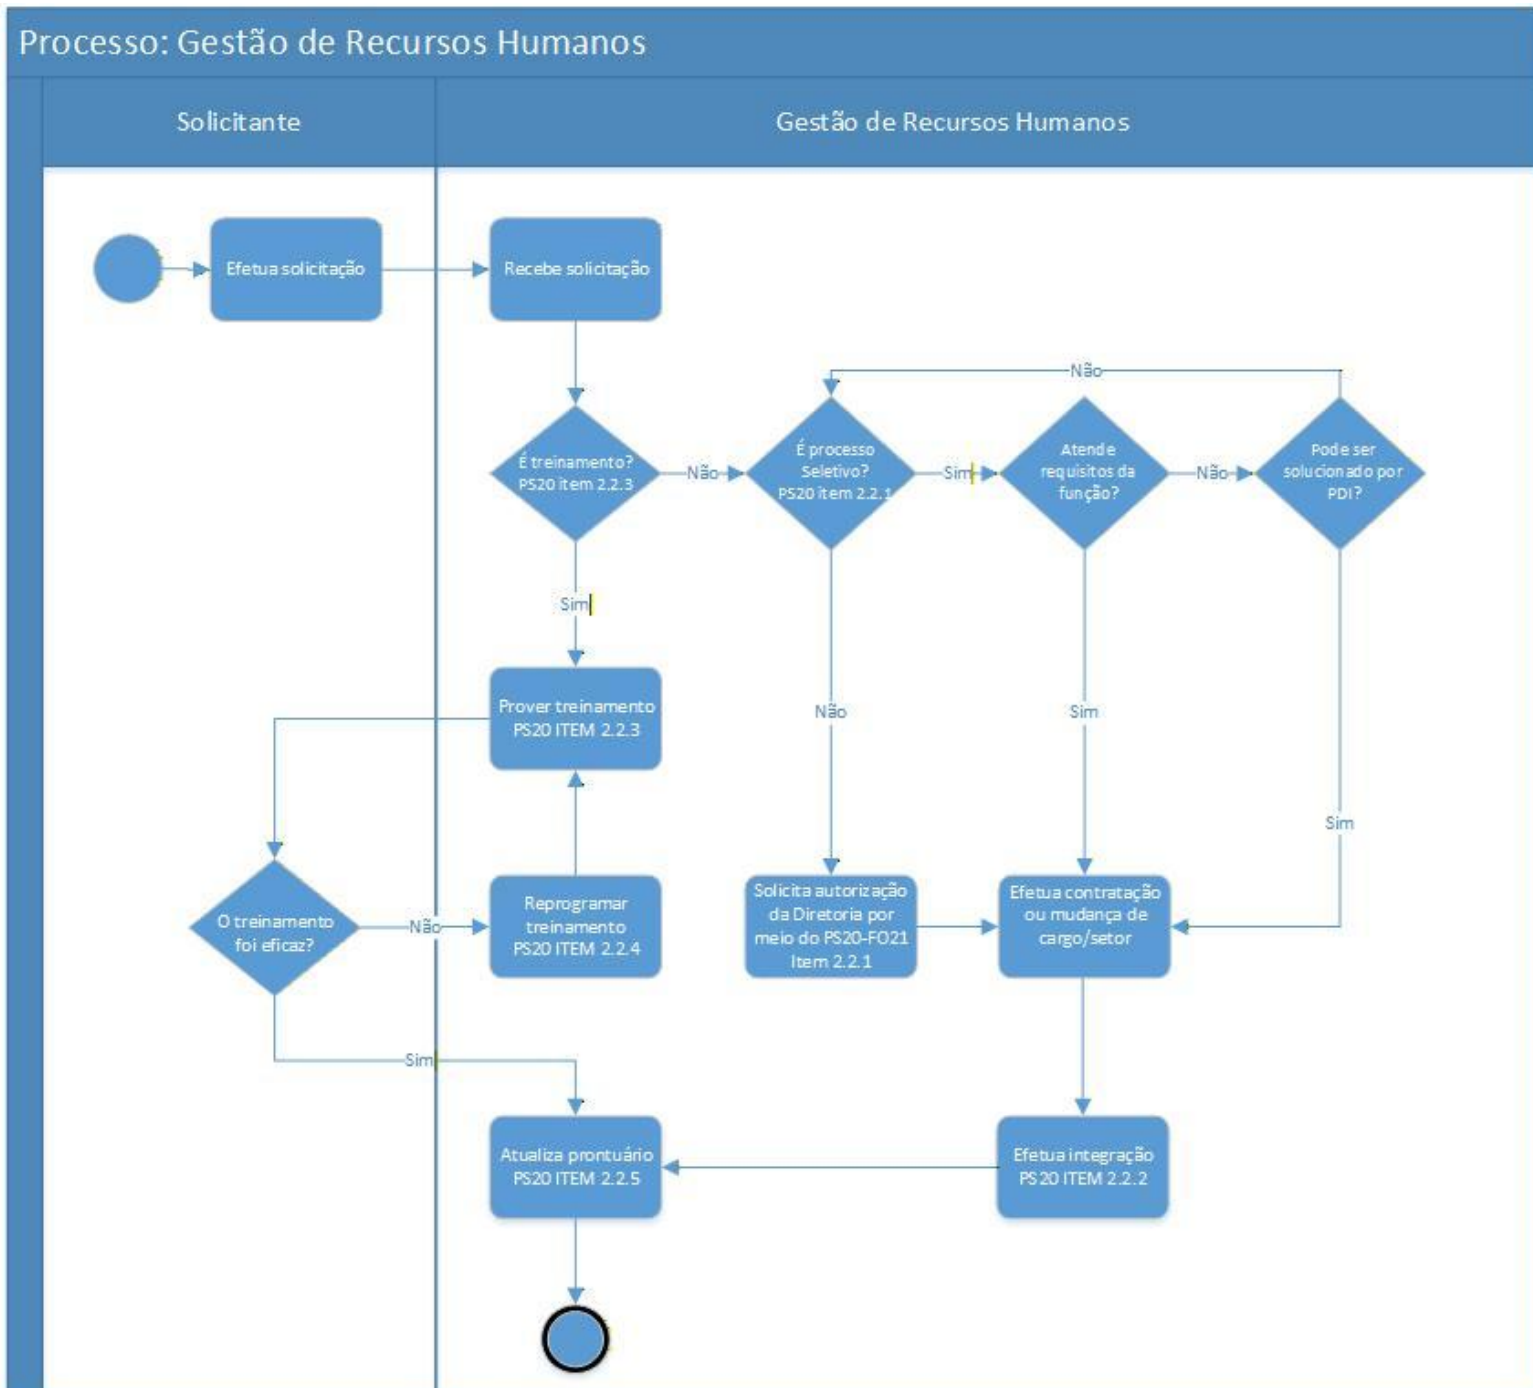 Processo: Gestão de Recursos Humanos
Solicitante
Gestão de Recursos Humanos
Efetua solicitação
Recebe solicitação
Não
É treinamento?
PS20 item 2.2.3
Não
É processo
Seletivo?
PS20 item 2.2.1
Sim
Atende
requisitos da
função?
Não
Pode ser
solucionado por
PDI?
Sim
Prover treinamento
PS20 ITEM 2.2.3
Não
Sim
Sim
O treinamento
foi eficaz?
Não
Reprogramar
treinamento
PS20 ITEM 2.2.4
Solicita autorização
da Diretoria por
meio do PS20-FO21
Item 2.2.1
Efetua contratação
ou mudança de
cargo/setor
Sim
Atualiza prontuário
PS20 ITEM 2.2.5
Efetua integração
PS20 ITEM 2.2.2